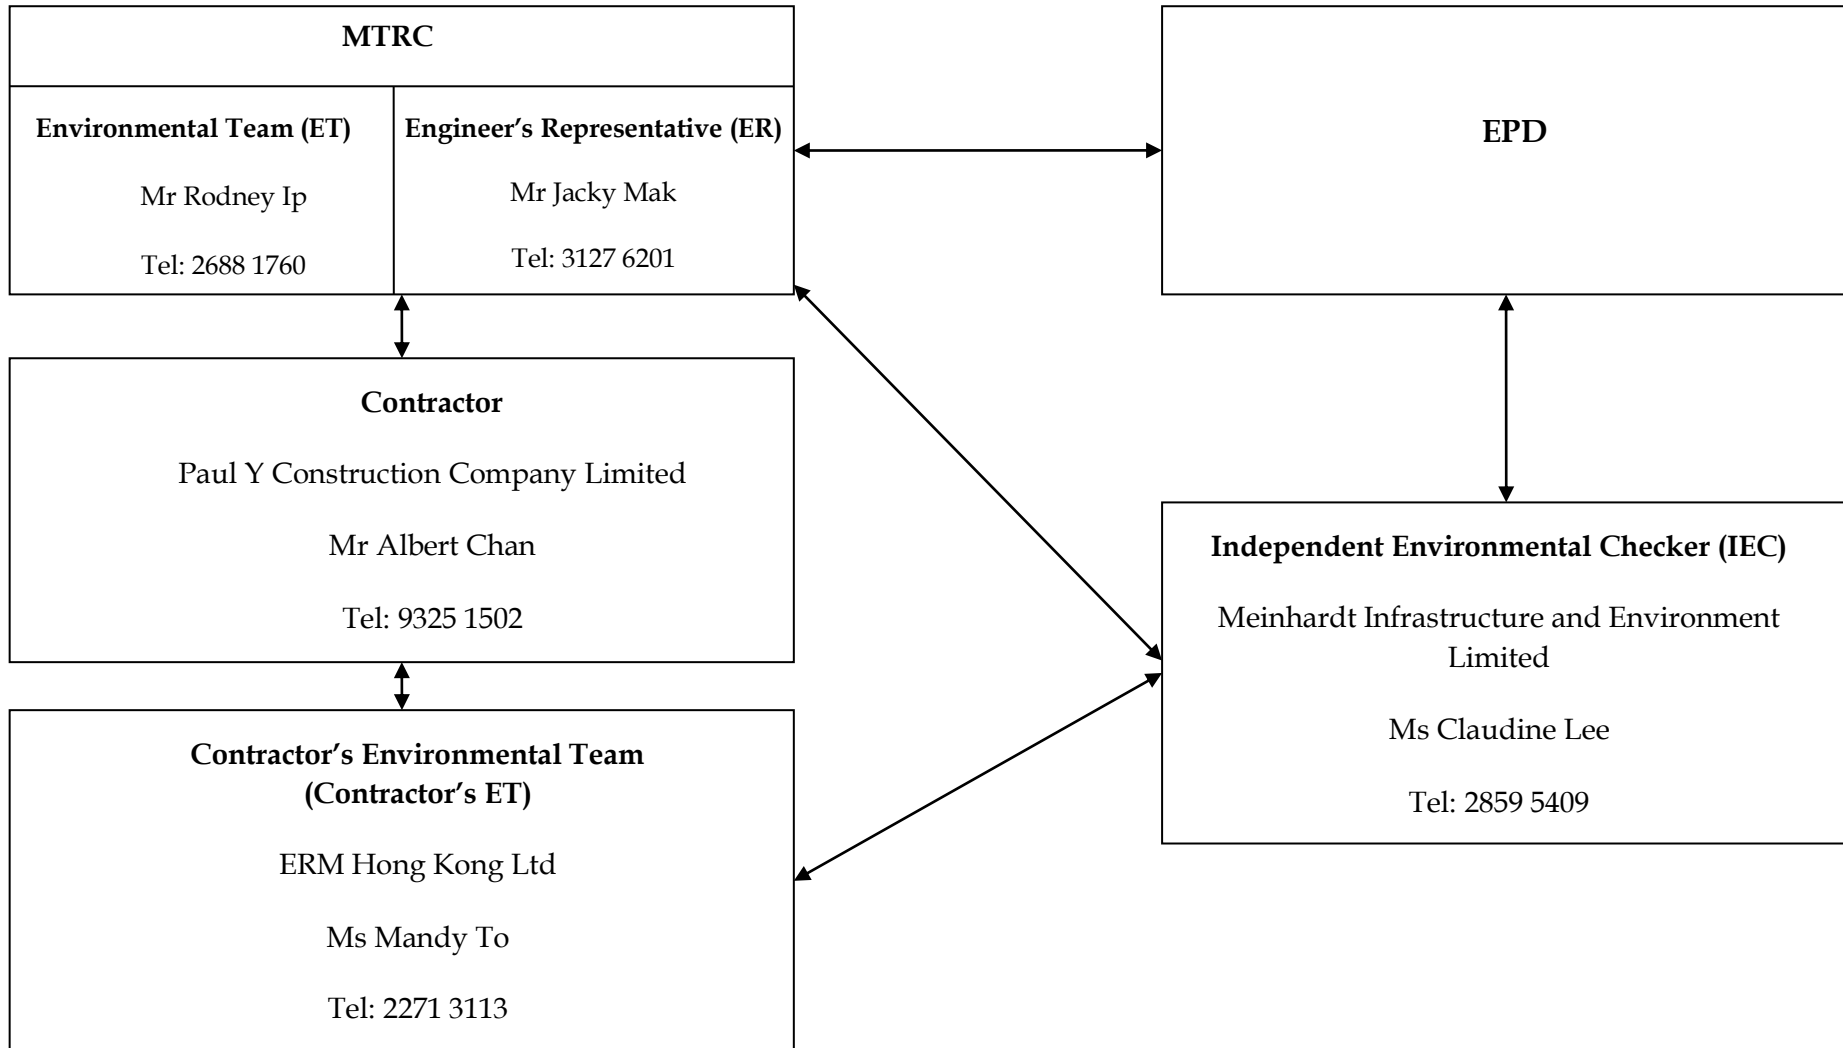 MTRC
Environmental Team (ET)
Mr Rodney Ip
Tel: 2688 1760
Engineer’s Representative (ER)
Mr Jacky Mak
Tel: 3127 6201
EPD
Contractor
Paul Y Construction Company Limited
Mr Albert Chan
Tel: 9325 1502
Independent Environmental Checker (IEC)
Meinhardt Infrastructure and Environment
Limited
Ms Claudine Lee
Tel: 2859 5409
Contractor’s Environmental Team
(Contractor’s ET)
ERM Hong Kong Ltd
Ms Mandy To
Tel: 2271 3113